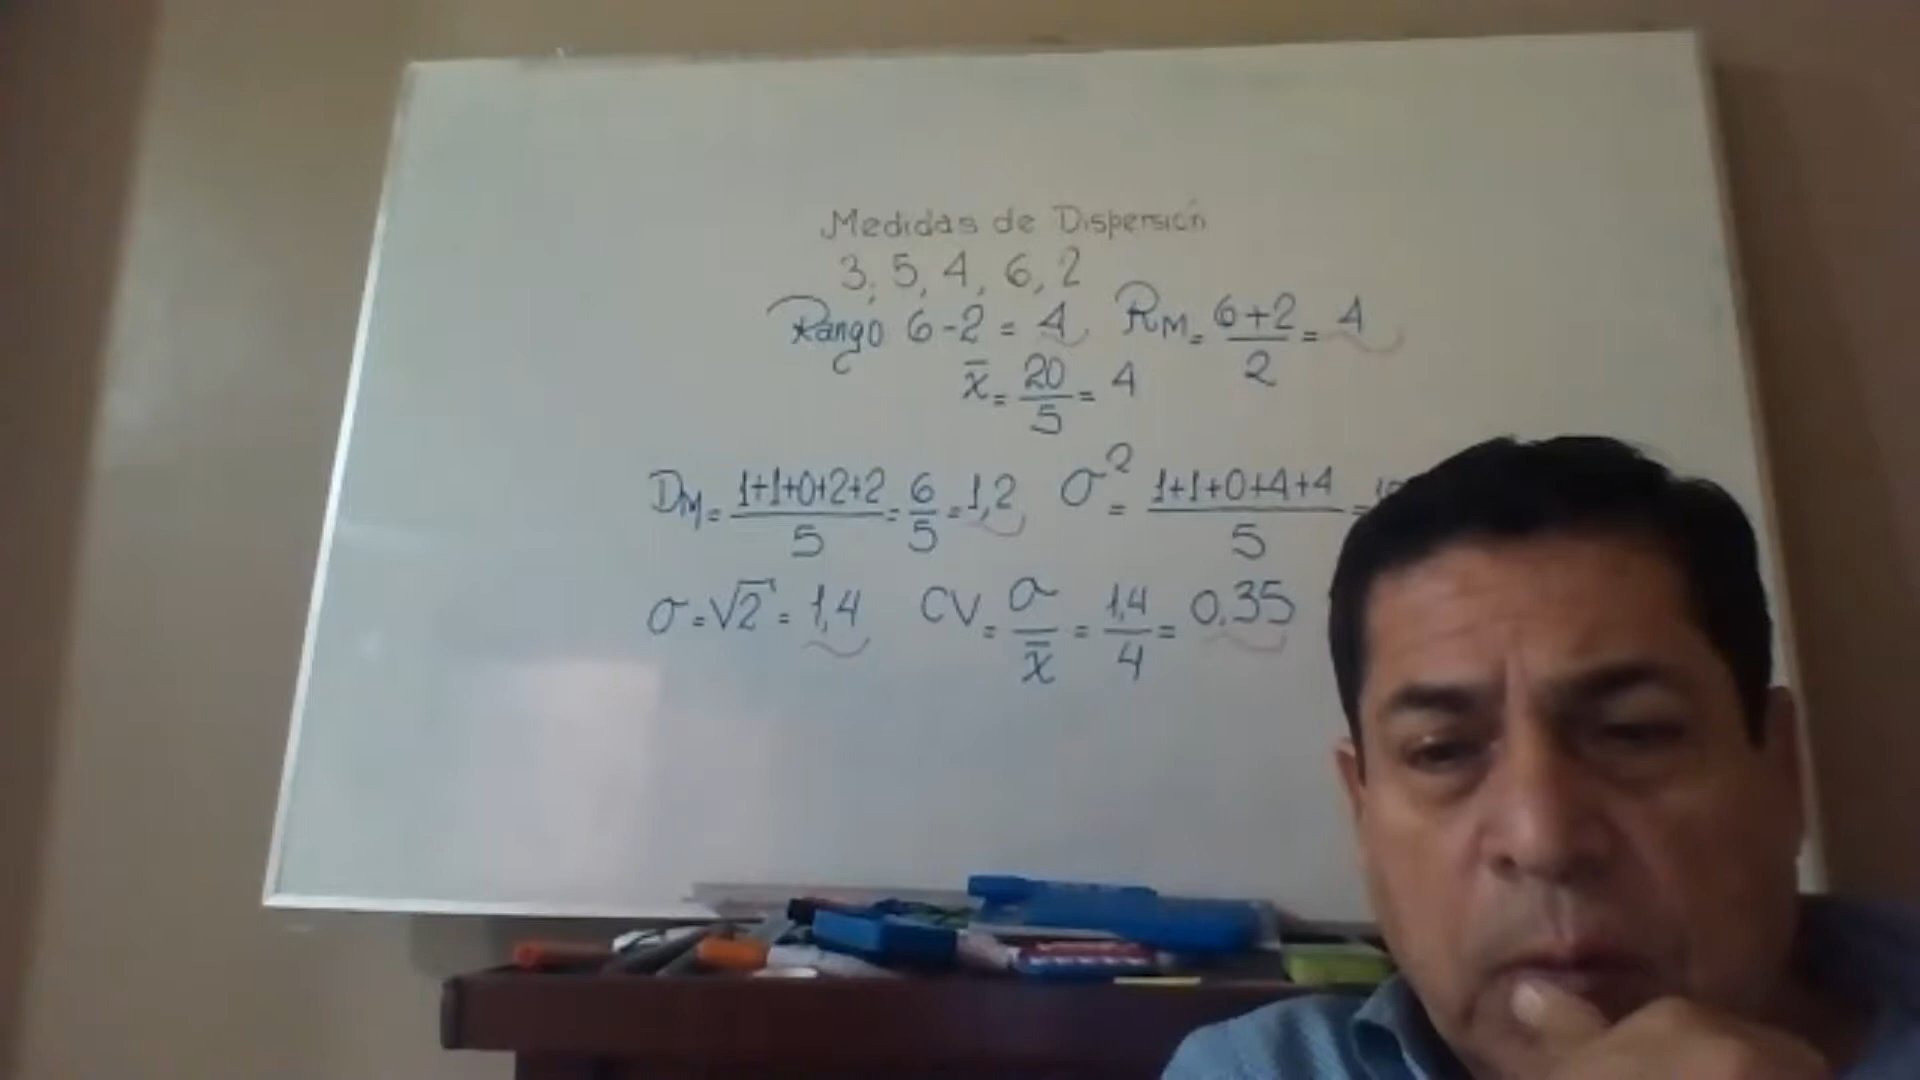 Medidas de Dispersión
3, 5, 4, 6, 2
Rango 6-2 = 4 RM = 6+2/2 = 4
x̄ = 20/5 = 4
DM = 1+1+0+2+2/5 = 6/5 = 1,2 σ² = 1+1+0+4+4/5 =
σ = √2 = 1,4 CV = σ/x̄ = 1,4/4 = 0,35